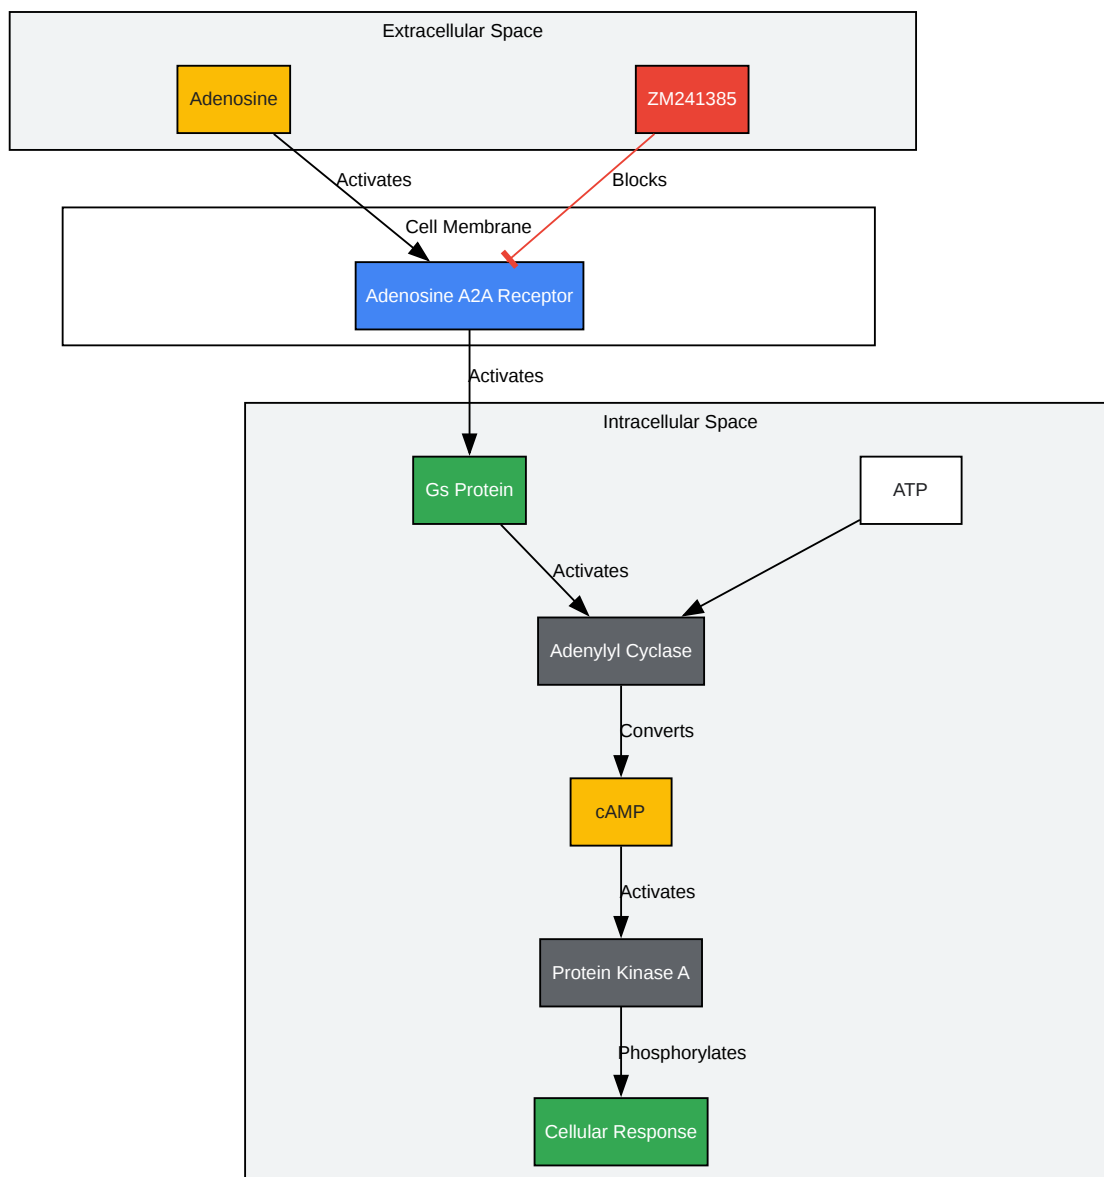 Extracellular Space
Adenosine
ZM241385
Activates
Blocks
Cell Membrane
Adenosine A2A Receptor
Activates
Intracellular Space
Gs Protein
ATP
Activates
Adenylyl Cyclase
Converts
cAMP
Activates
Protein Kinase A
Phosphorylates
Cellular Response